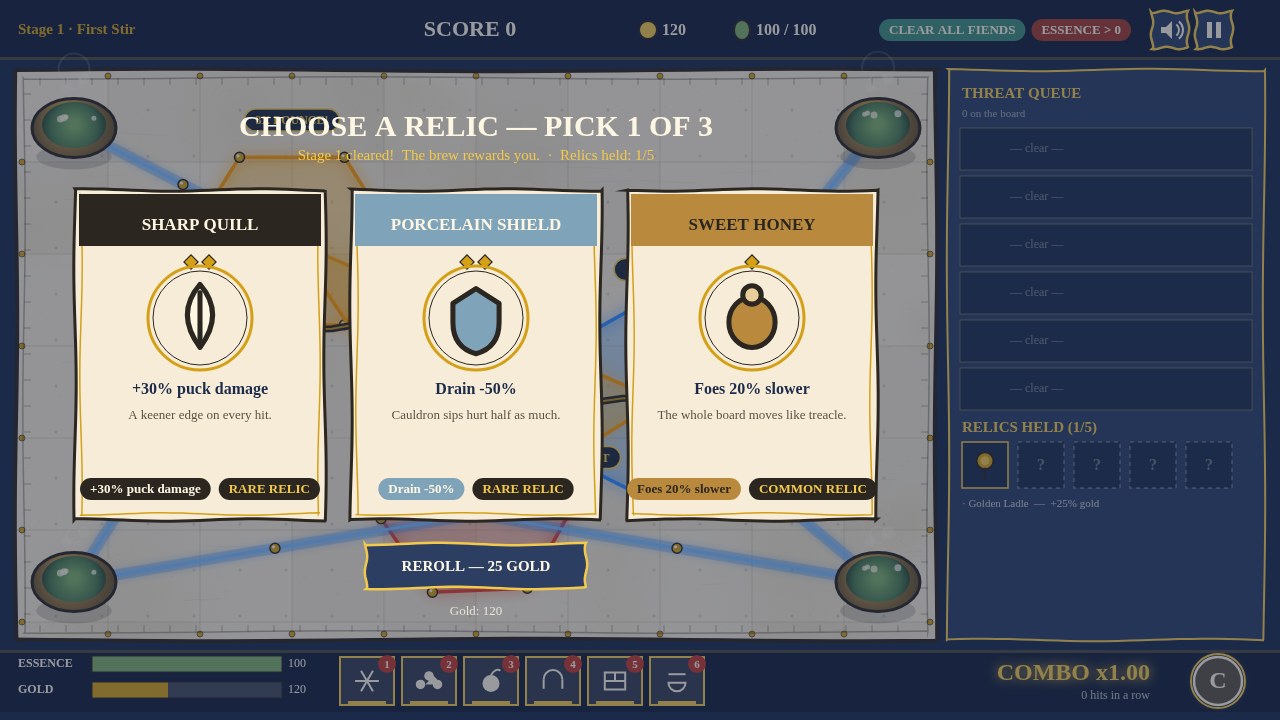 Stage 1 · First Stir
SCORE 0
120
100 / 100
CLEAR ALL FIENDS
ESSENCE > 0
CHOOSE A RELIC — PICK 1 OF 3
Stage 1 cleared!  The brew rewards you.  ·  Relics held: 1/5
SHARP QUILL
+30% puck damage
A keener edge on every hit.
+30% puck damage
RARE RELIC
PORCELAIN SHIELD
Drain -50%
Cauldron sips hurt half as much.
Drain -50%
RARE RELIC
SWEET HONEY
Foes 20% slower
The whole board moves like treacle.
Foes 20% slower
COMMON RELIC
REROLL — 25 GOLD
Gold: 120
THREAT QUEUE
0 on the board
— clear —
— clear —
— clear —
— clear —
— clear —
— clear —
RELICS HELD (1/5)
?
?
?
?
· Golden Ladle — +25% gold
ESSENCE
100
GOLD
120
1
2
3
4
5
6
COMBO x1.00
0 hits in a row
C